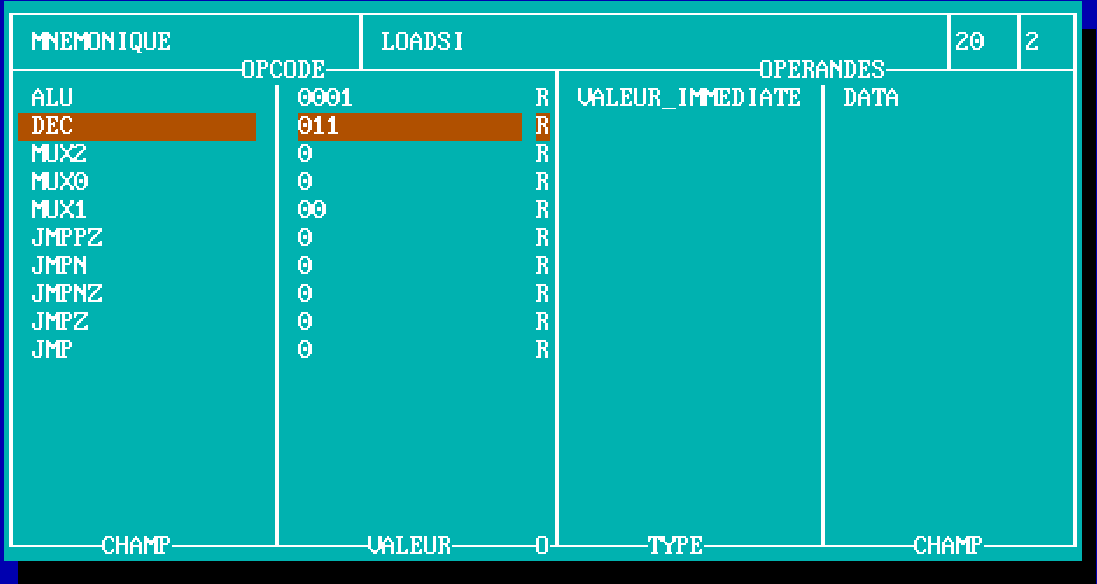 MNEMONIQUE LOADSI 20 2
OPCODE OPERANDES
ALU 0001 R VALEUR_IMMEDIATE DATA
DEC 011 R
MUX2 0 R
MUX0 0 R
MUX1 00 R
JMPPZ 0 R
JMPN 0 R
JMPNZ 0 R
JMPZ 0 R
JMP 0 R
CHAMP VALEUR O TYPE CHAMP